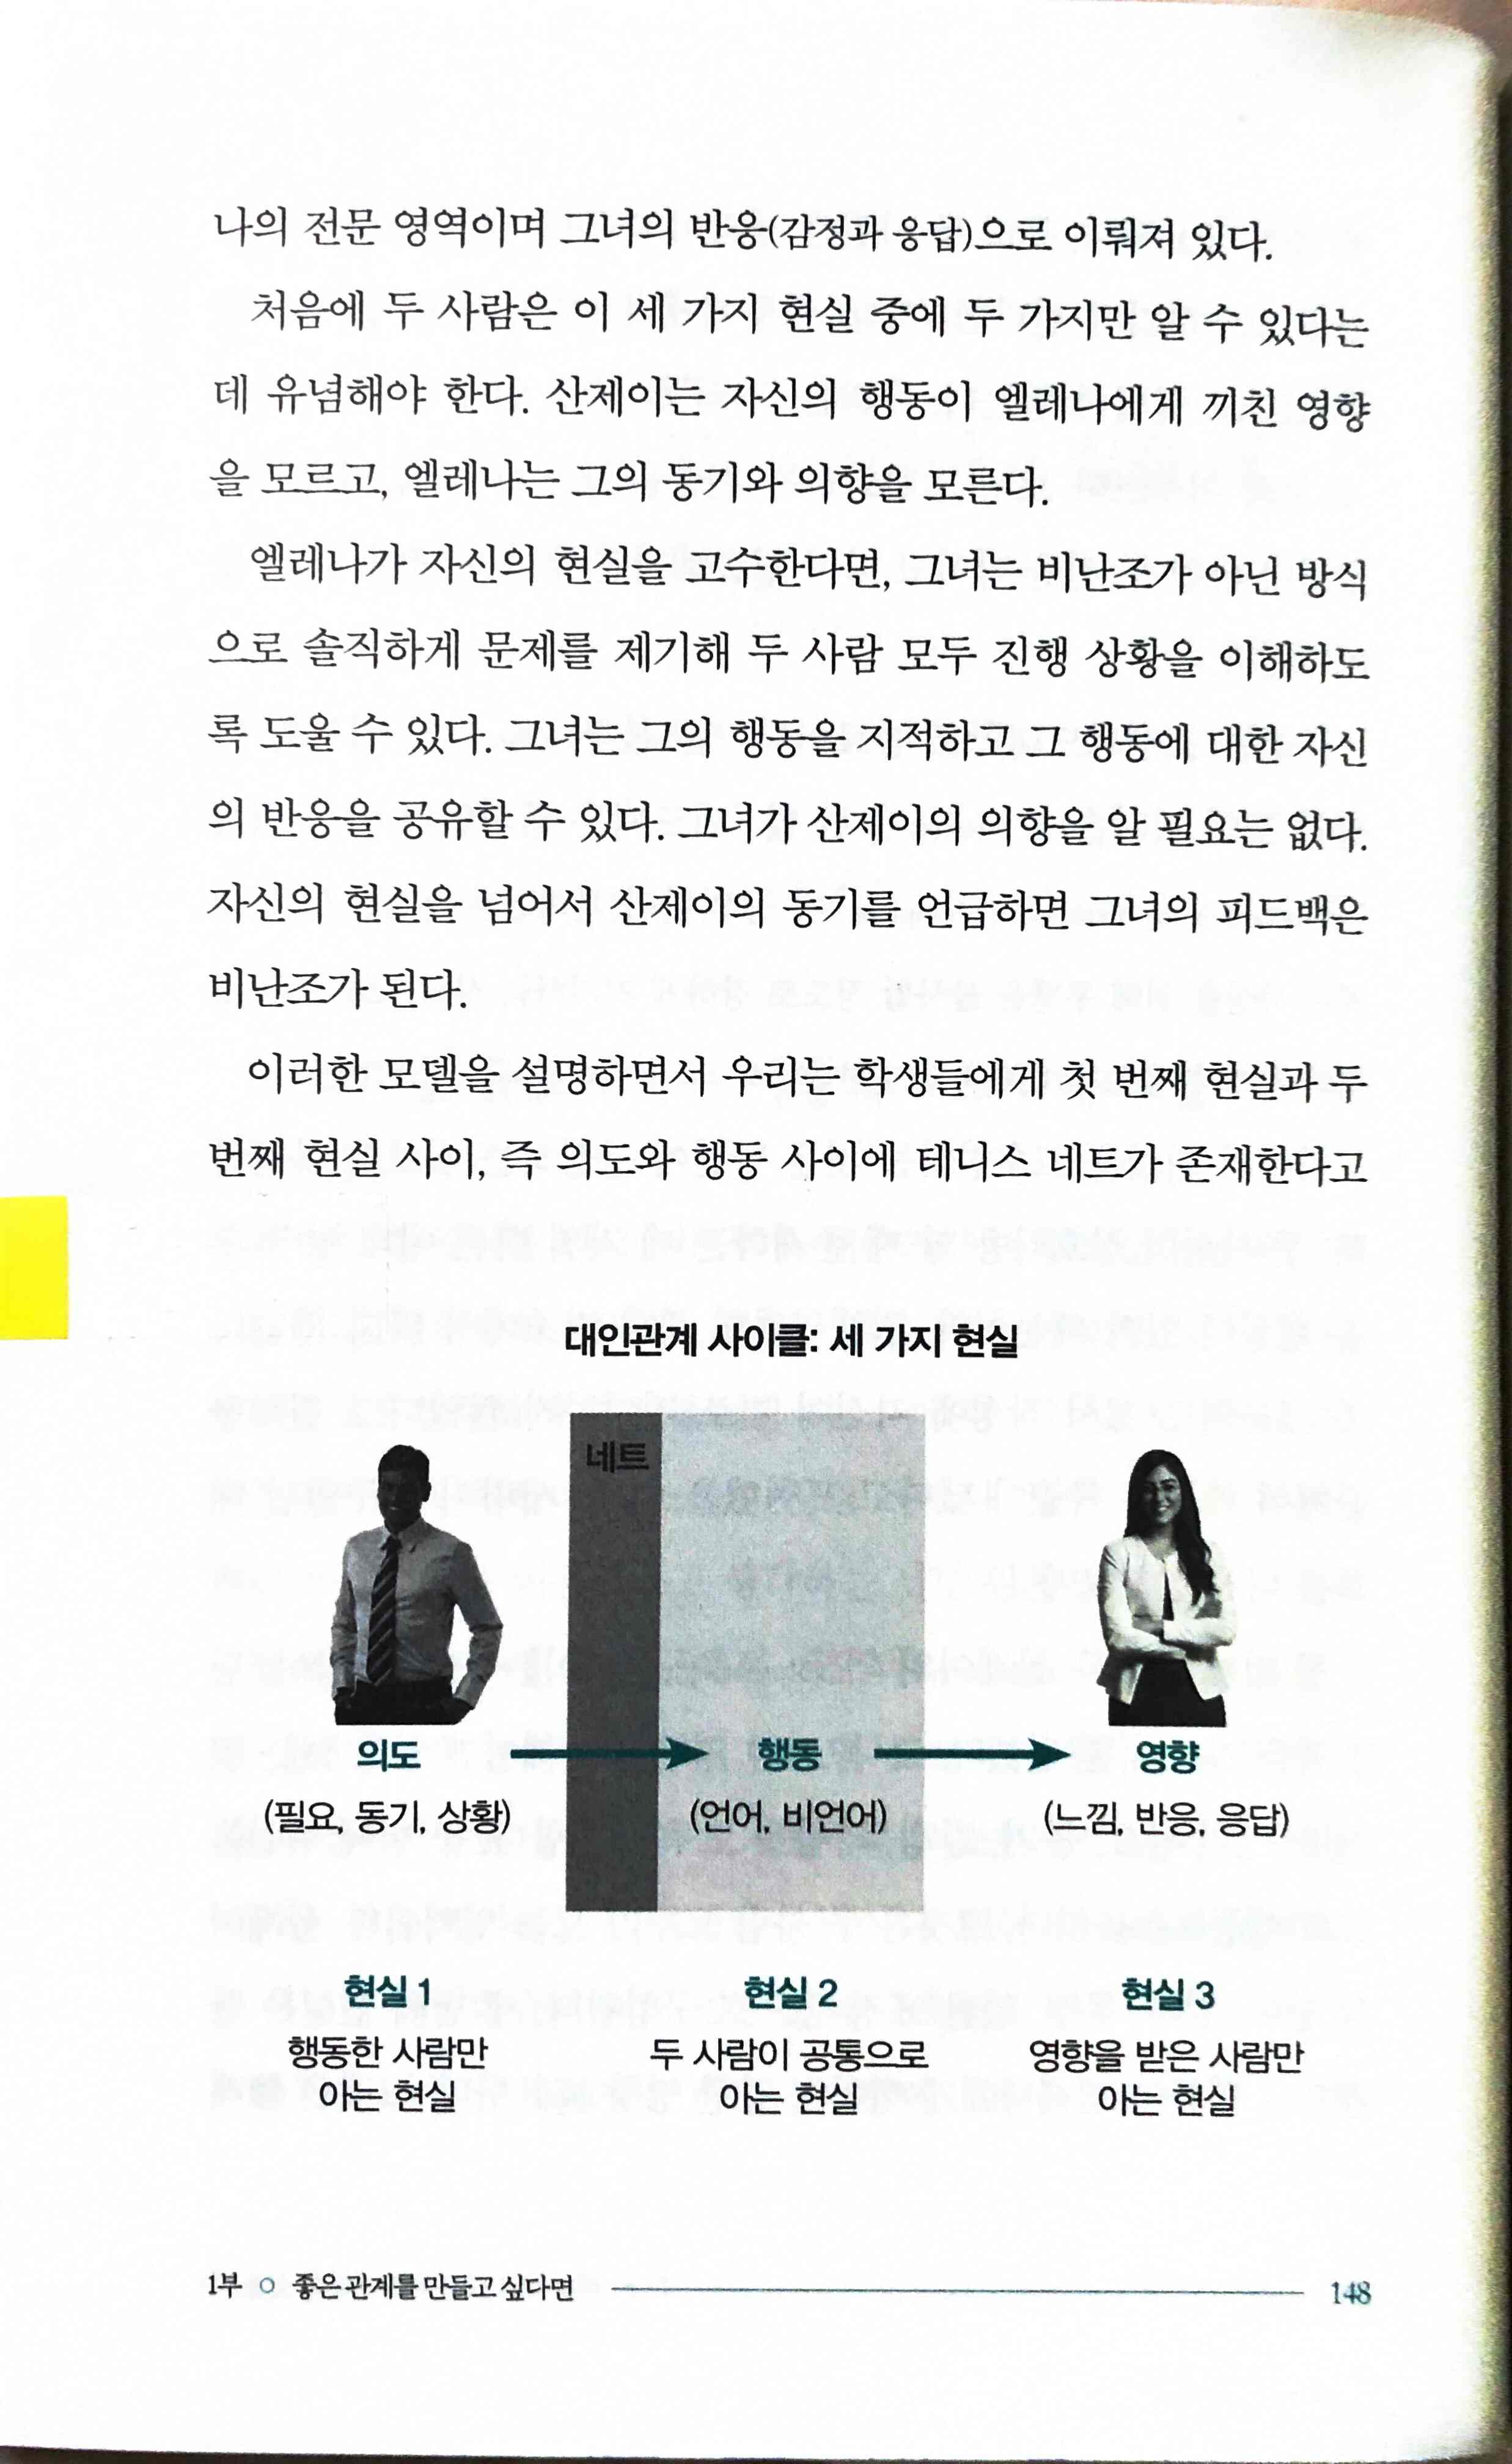 나의 전문 영역이며 그녀의 반응(감정과 응답)으로 이뤄져 있다.
처음에 두 사람은 이 세 가지 현실 중에 두 가지만 알 수 있다는
데 유념해야 한다. 산제이는 자신의 행동이 엘레나에게 끼친 영향
을 모르고, 엘레나는 그의 동기와 의향을 모른다.
엘레나가 자신의 현실을 고수한다면, 그녀는 비난조가 아닌 방식
으로 솔직하게 문제를 제기해 두 사람 모두 진행 상황을 이해하도
록 도울 수 있다. 그녀는 그의 행동을 지적하고 그 행동에 대한 자신
의 반응을 공유할 수 있다. 그녀가 산제이의 의향을 알 필요는 없다.
자신의 현실을 넘어서 산제이의 동기를 언급하면 그녀의 피드백은
비난조가 된다.
이러한 모델을 설명하면서 우리는 학생들에게 첫 번째 현실과 두
번째 현실 사이, 즉 의도와 행동 사이에 테니스 네트가 존재한다고
대인관계 사이클: 세 가지 현실
네트
의도 행동 영향
(필요, 동기, 상황) (언어, 비언어) (느낌, 반응, 응답)
현실 1 현실 2 현실 3
행동한 사람만 두 사람이 공통으로 영향을 받은 사람만
아는 현실 아는 현실 아는 현실
1부 ○ 좋은 관계를 만들고 싶다면 148